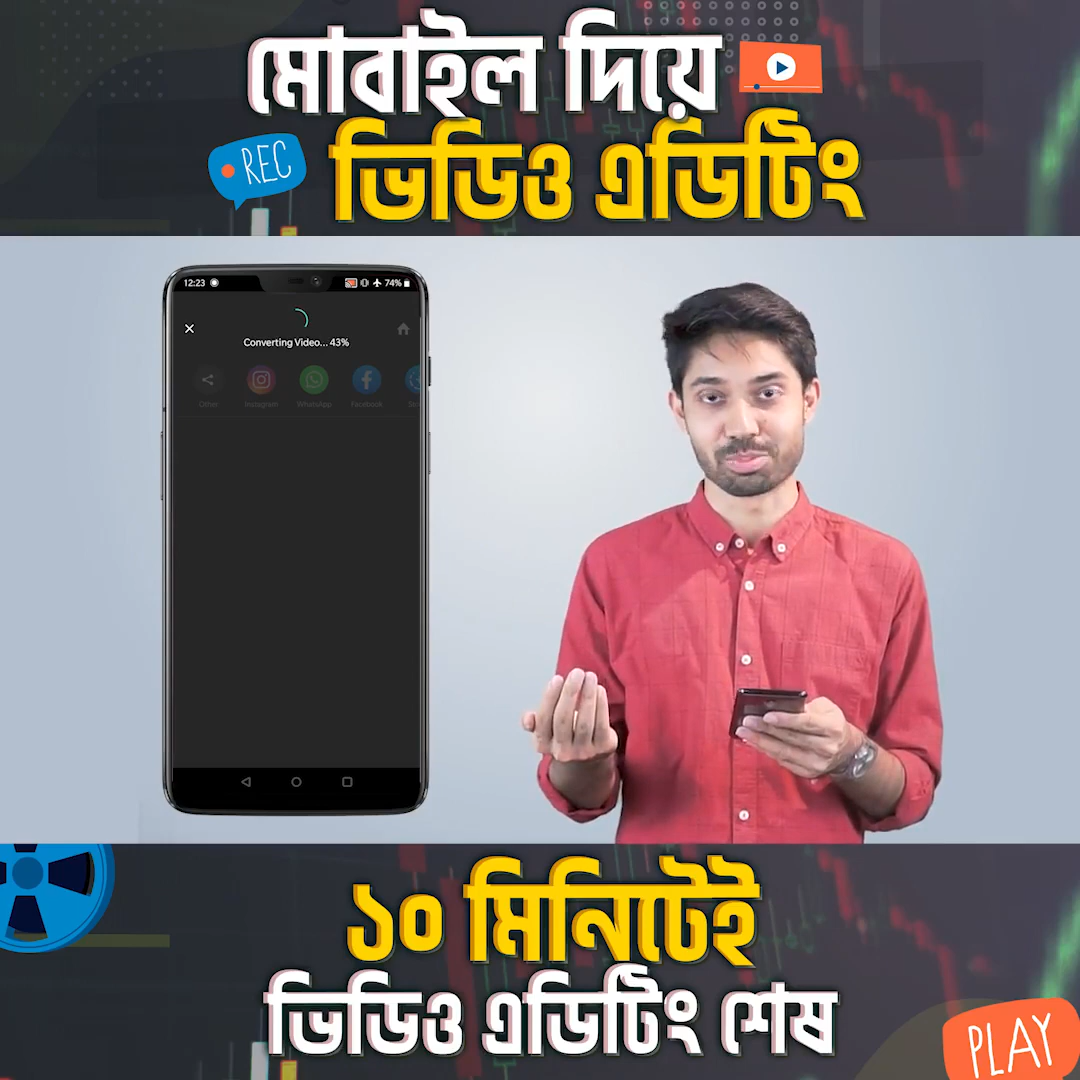 মোবাইল দিয়ে
REC
ভিডিও এডিটিং
12:23
74%
Converting Video... 43%
Other
Instagram
WhatsApp
Facebook
১০ মিনিটেই
ভিডিও এডিটিং শেষ
PLAY